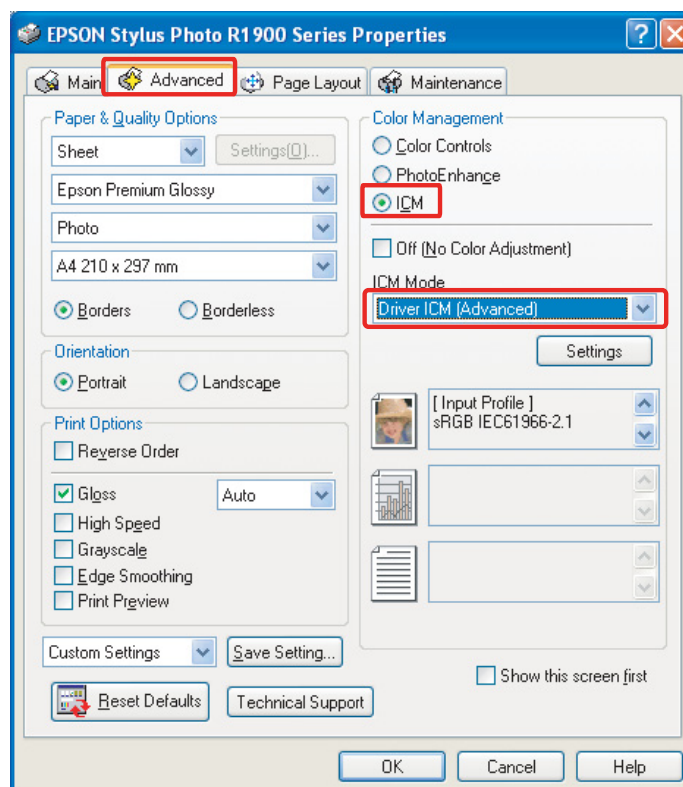 EPSON Stylus Photo R1900 Series Properties
Main
Advanced
Page Layout
Maintenance
Paper & Quality Options
Sheet
Settings(O)...
Epson Premium Glossy
Photo
A4 210 x 297 mm
Borders
Borderless
Orientation
Portrait
Landscape
Print Options
Reverse Order
Gloss
Auto
High Speed
Grayscale
Edge Smoothing
Print Preview
Custom Settings
Save Setting...
Reset Defaults
Technical Support
Color Management
Color Controls
PhotoEnhance
ICM
Off (No Color Adjustment)
ICM Mode
Driver ICM (Advanced)
Settings
[ Input Profile ]
sRGB IEC61966-2.1
Show this screen first
OK
Cancel
Help